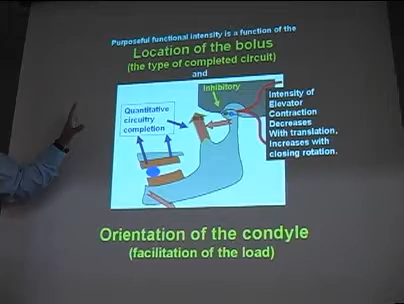 Purposeful functional intensity is a function of the
Location of the bolus
(the type of completed circuit)
and
Inhibitory
Quantitative
circuitry
completion
Intensity of
Elevator
Contraction
Decreases
With translation,
Increases with
closing rotation.
Orientation of the condyle
(facilitation of the load)